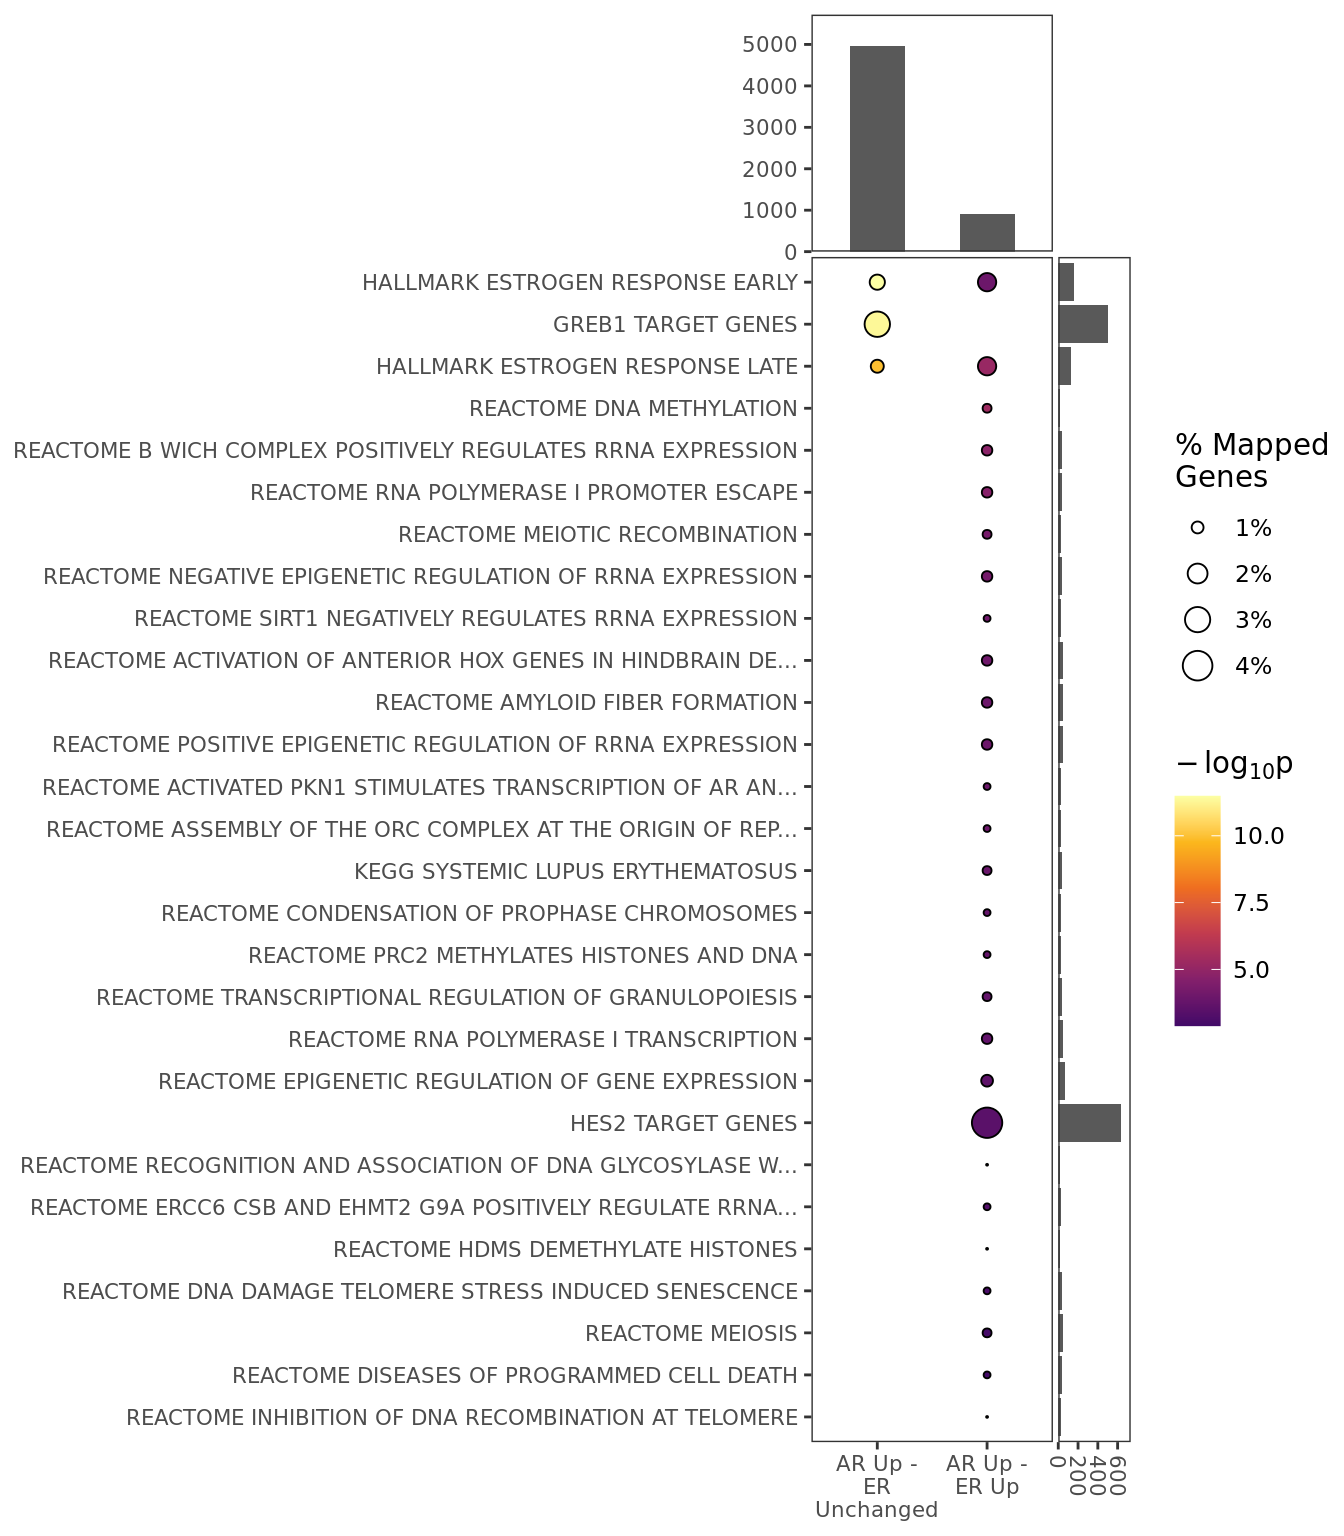 5000
4000
3000
2000
1000
0
HALLMARK ESTROGEN RESPONSE EARLY
GREB1 TARGET GENES
HALLMARK ESTROGEN RESPONSE LATE
REACTOME DNA METHYLATION
REACTOME B WICH COMPLEX POSITIVELY REGULATES RRNA EXPRESSION
REACTOME RNA POLYMERASE I PROMOTER ESCAPE
REACTOME MEIOTIC RECOMBINATION
REACTOME NEGATIVE EPIGENETIC REGULATION OF RRNA EXPRESSION
REACTOME SIRT1 NEGATIVELY REGULATES RRNA EXPRESSION
REACTOME ACTIVATION OF ANTERIOR HOX GENES IN HINDBRAIN DE...
REACTOME AMYLOID FIBER FORMATION
REACTOME POSITIVE EPIGENETIC REGULATION OF RRNA EXPRESSION
REACTOME ACTIVATED PKN1 STIMULATES TRANSCRIPTION OF AR AN...
REACTOME ASSEMBLY OF THE ORC COMPLEX AT THE ORIGIN OF REP...
KEGG SYSTEMIC LUPUS ERYTHEMATOSUS
REACTOME CONDENSATION OF PROPHASE CHROMOSOMES
REACTOME PRC2 METHYLATES HISTONES AND DNA
REACTOME TRANSCRIPTIONAL REGULATION OF GRANULOPOIESIS
REACTOME RNA POLYMERASE I TRANSCRIPTION
REACTOME EPIGENETIC REGULATION OF GENE EXPRESSION
HES2 TARGET GENES
REACTOME RECOGNITION AND ASSOCIATION OF DNA GLYCOSYLASE W...
REACTOME ERCC6 CSB AND EHMT2 G9A POSITIVELY REGULATE RRNA...
REACTOME HDMS DEMETHYLATE HISTONES
REACTOME DNA DAMAGE TELOMERE STRESS INDUCED SENESCENCE
REACTOME MEIOSIS
REACTOME DISEASES OF PROGRAMMED CELL DEATH
REACTOME INHIBITION OF DNA RECOMBINATION AT TELOMERE
AR Up -
ER
Unchanged
AR Up -
ER Up
0
200
400
600
% Mapped
Genes
1%
2%
3%
4%
−log₁₀p
10.0
7.5
5.0